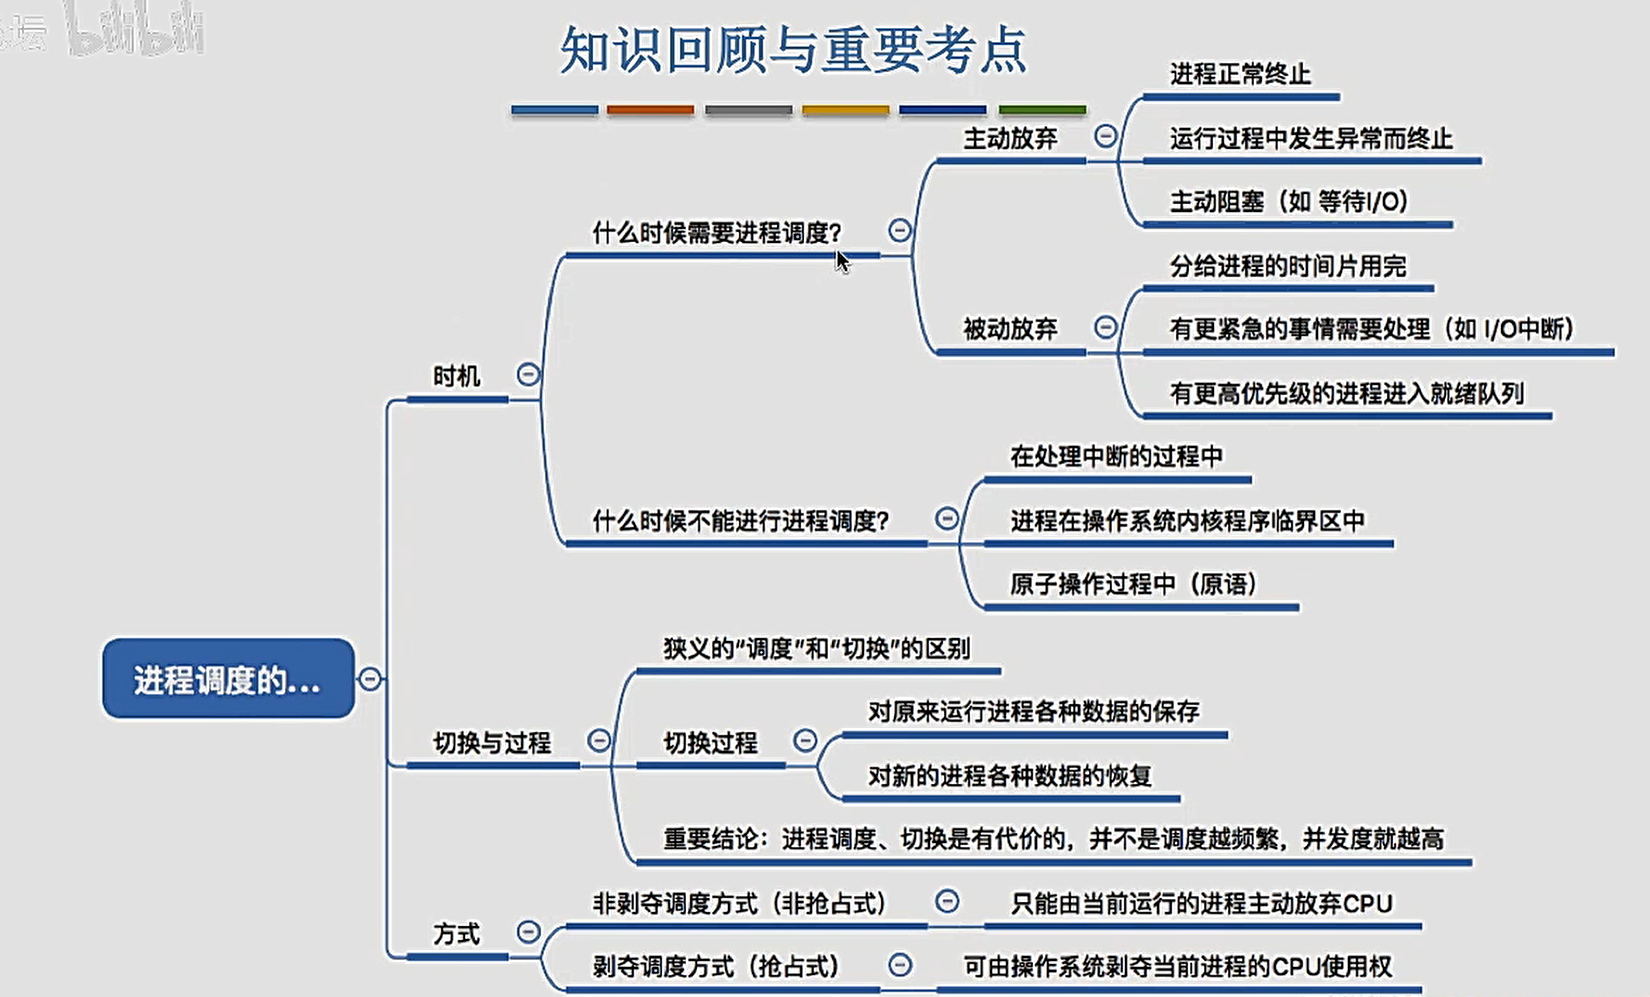 坛 bilibili
知识回顾与重要考点
进程正常终止
主动放弃
运行过程中发生异常而终止
主动阻塞（如 等待I/O）
什么时候需要进程调度？
分给进程的时间片用完
被动放弃
有更紧急的事情需要处理（如 I/O中断）
有更高优先级的进程进入就绪队列
时机
在处理中断的过程中
什么时候不能进行进程调度？
进程在操作系统内核程序临界区中
原子操作过程中（原语）
进程调度的...
狭义的“调度”和“切换”的区别
对原来运行进程各种数据的保存
切换与过程
切换过程
对新的进程各种数据的恢复
重要结论：进程调度、切换是有代价的，并不是调度越频繁，并发度就越高
非剥夺调度方式（非抢占式）
只能由当前运行的进程主动放弃CPU
方式
剥夺调度方式（抢占式）
可由操作系统剥夺当前进程的CPU使用权